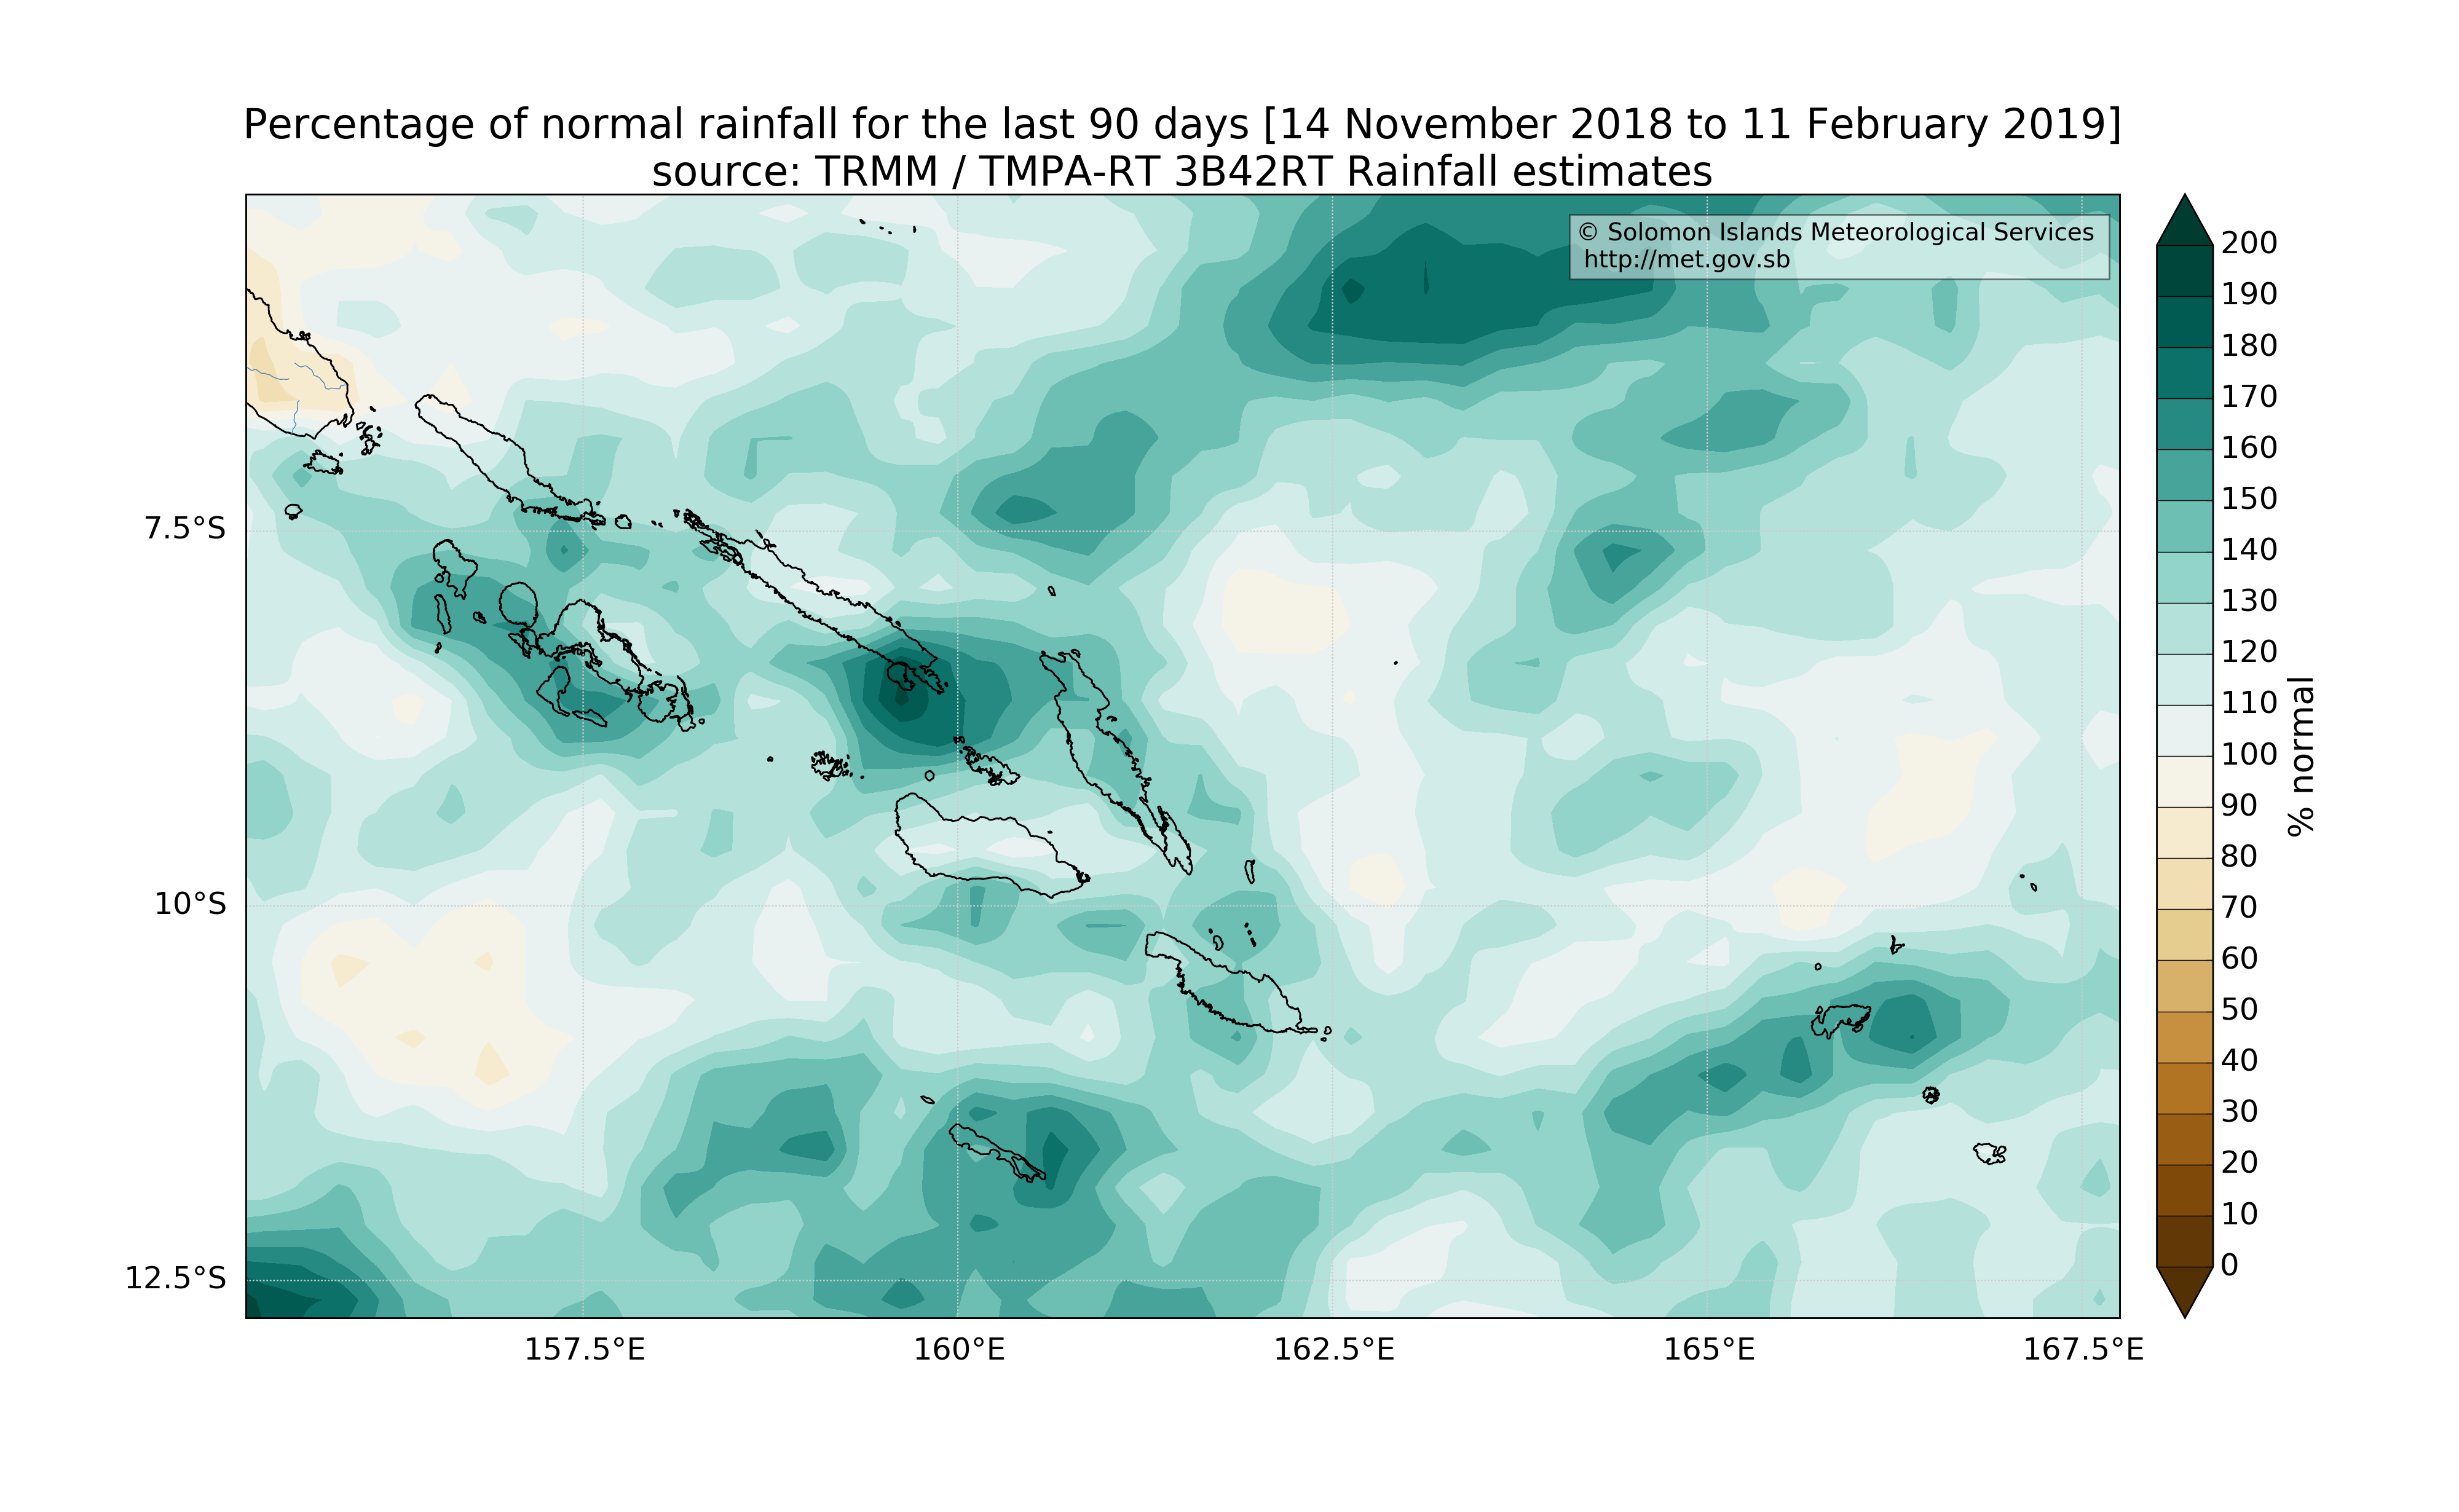 Percentage of normal rainfall for the last 90 days [14 November 2018 to 11 February 2019]
source: TRMM / TMPA-RT 3B42RT Rainfall estimates
© Solomon Islands Meteorological Services
http://met.gov.sb
7.5°S
10°S
12.5°S
157.5°E
160°E
162.5°E
165°E
167.5°E
200
190
180
170
160
150
140
130
120
110
100
90
80
70
60
50
40
30
20
10
0
% normal